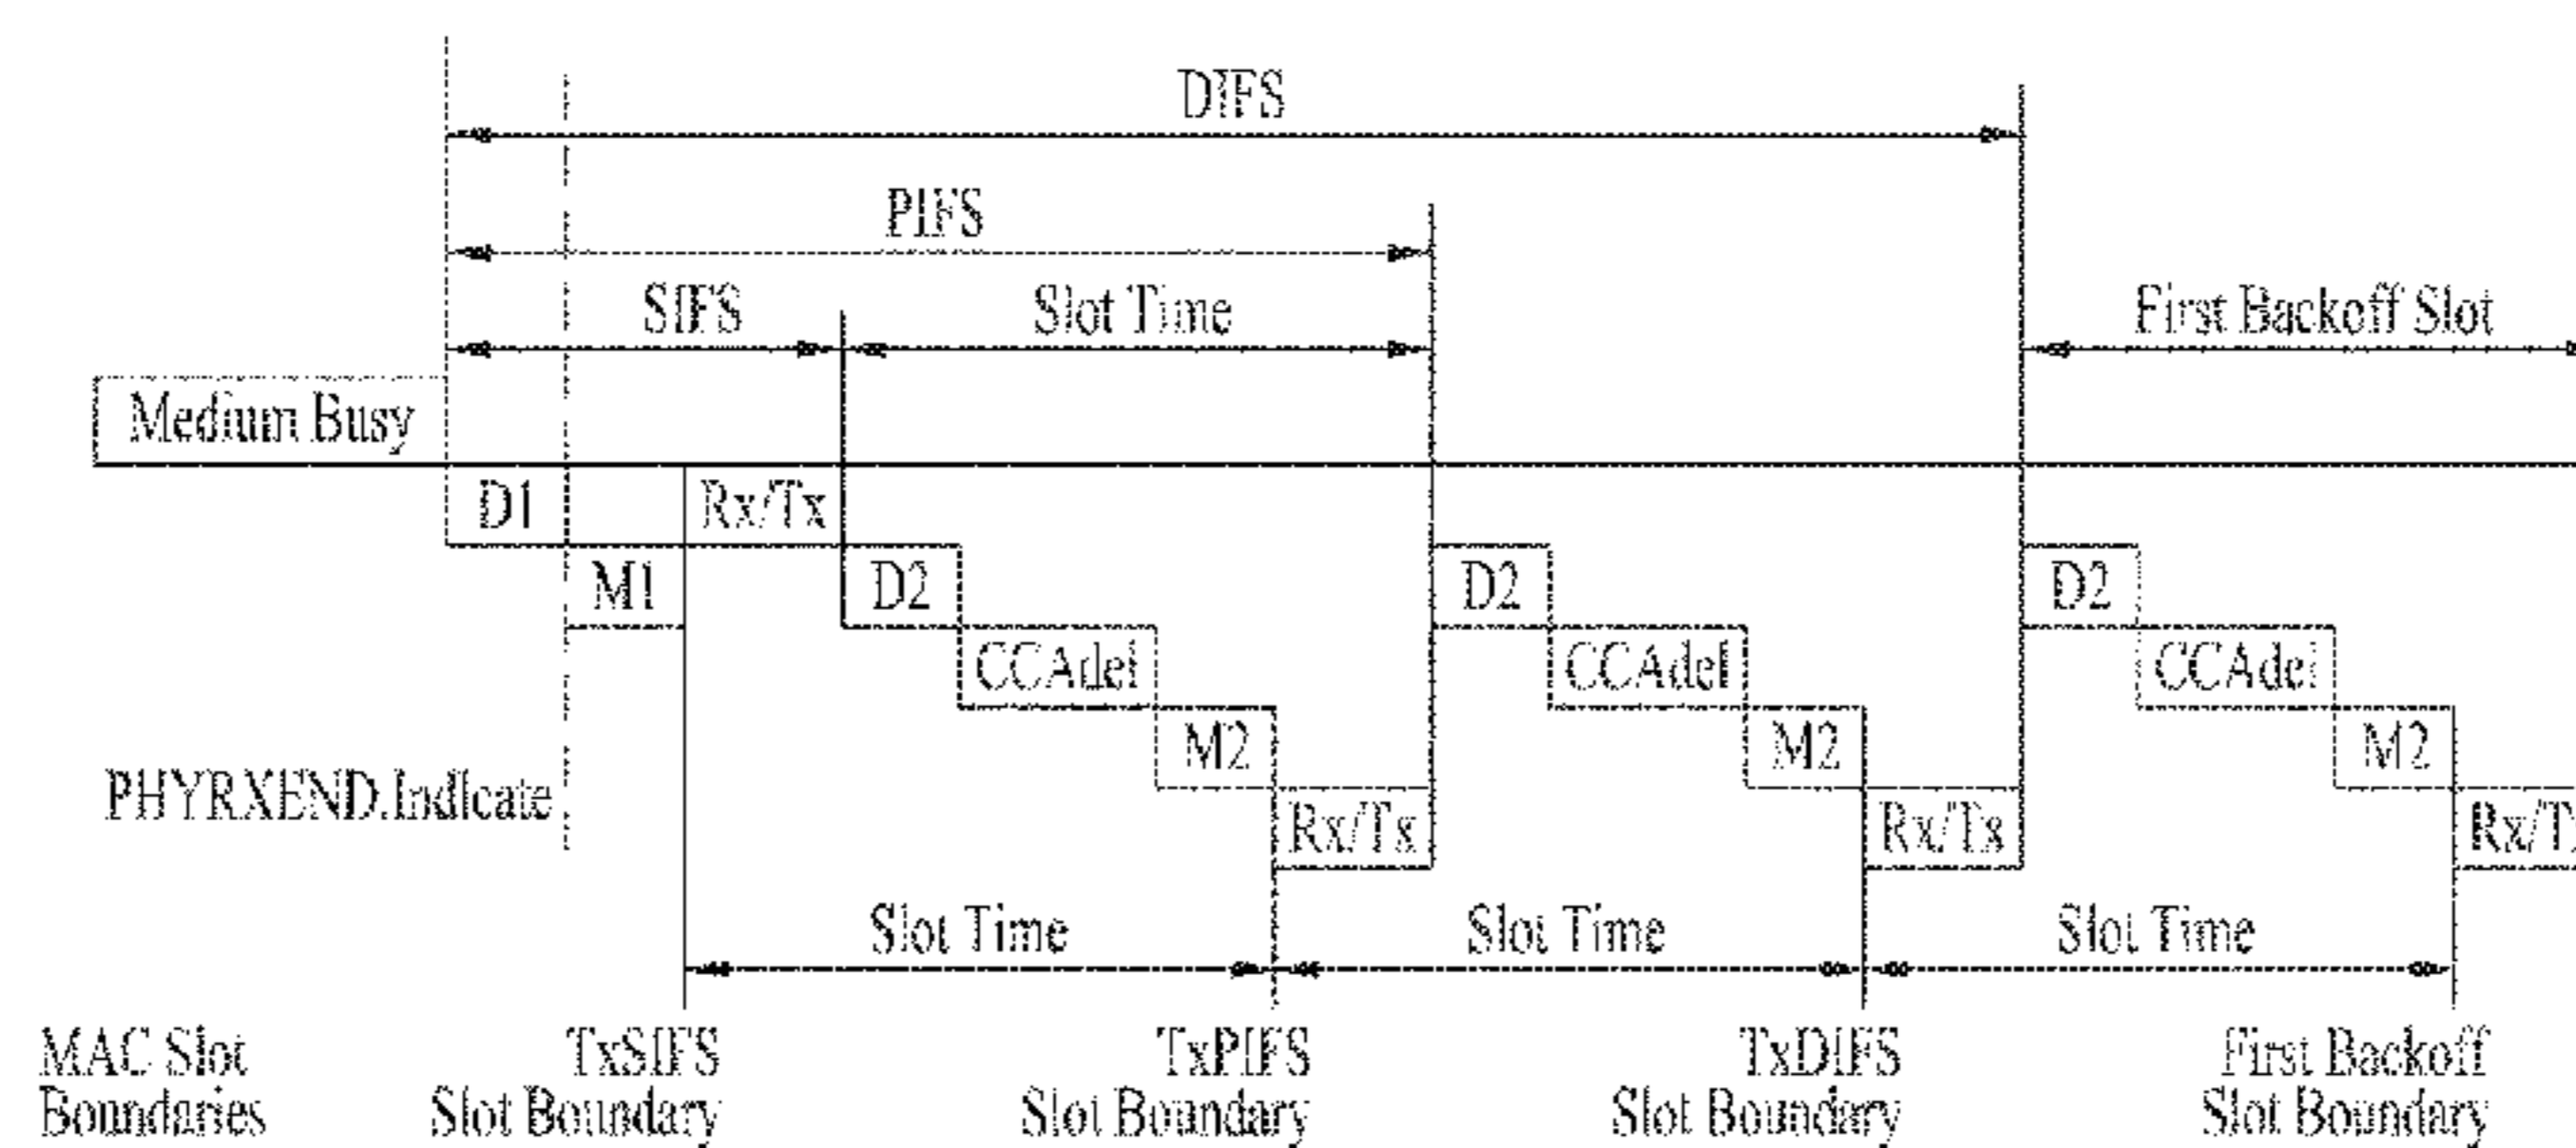 DIFS
PIFS
SIFS Slot Time First Backoff Slot
Medium Busy
D1 Rx/Tx
M1 D2 D2 D2
CCAdel CCAdel CCAdel
M2 M2 M2
PHYRXEND.Indicate
Rx/Tx Rx/Tx Rx/T
Slot Time Slot Time Slot Time
MAC Slot TxSIFS TxPIFS TxDIFS First Backoff
Boundaries Slot Boundary Slot Boundary Slot Boundary Slot Boundary